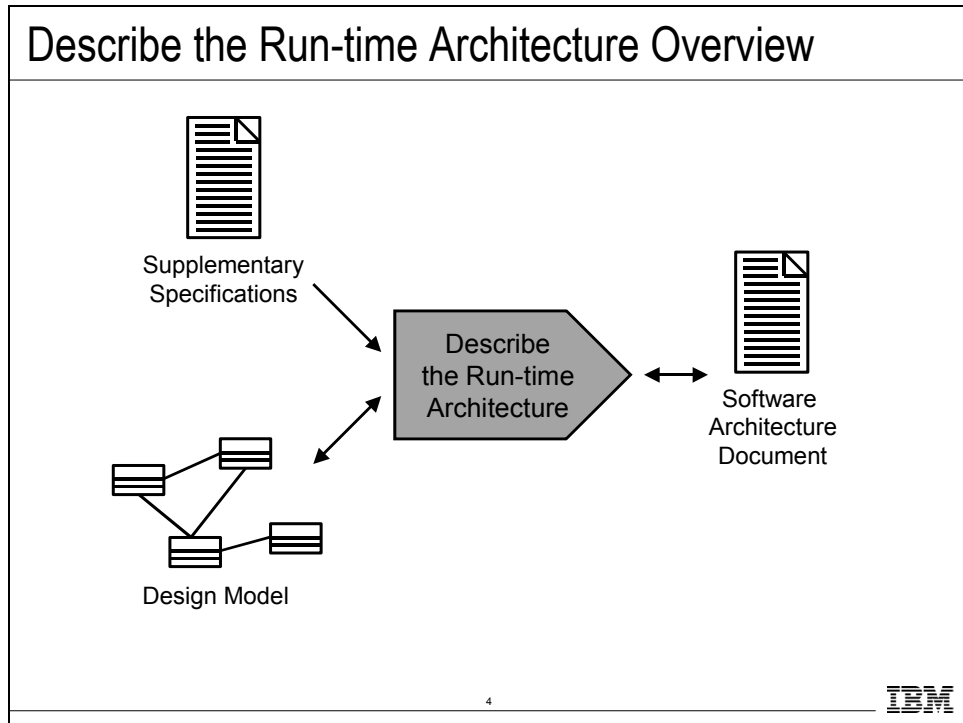 Describe the Run-time Architecture Overview
Supplementary
Specifications
Describe
the Run-time
Architecture
Software
Architecture
Document
Design Model
4
IBM